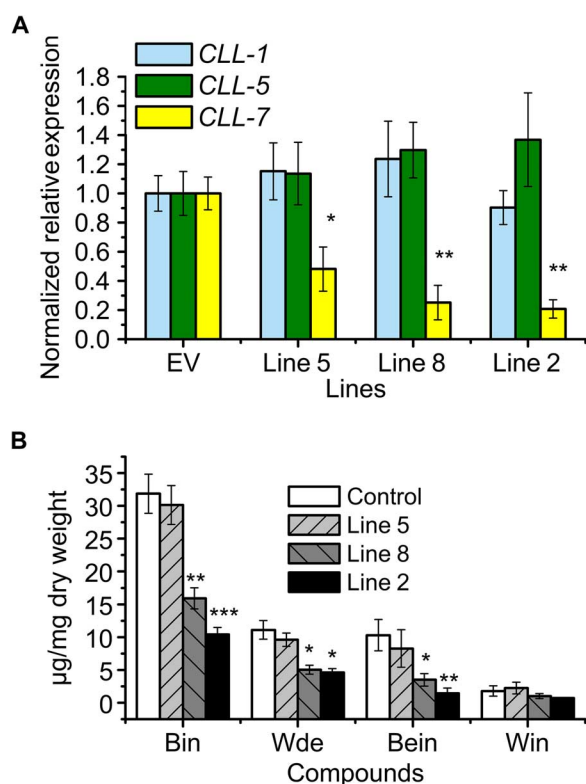 A
CLL-1
CLL-5
CLL-7
Normalized relative expression
1.8
1.6
1.4
1.2
1.0
0.8
0.6
0.4
0.2
0.0
*
**
**
EV Line 5 Line 8 Line 2
Lines
B
µg/mg dry weight
35
30
25
20
15
10
5
0
Control
Line 5
Line 8
Line 2
**
***
*
*
*
**
Bin Wde Bein Win
Compounds